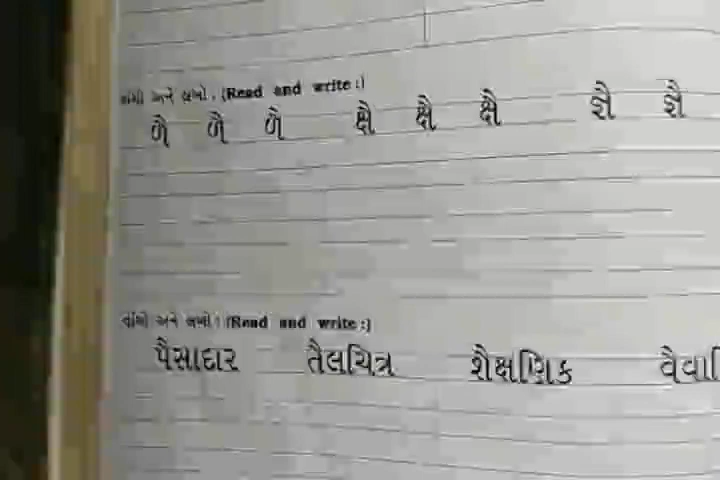 વાંચો અને લખો : (Read and write :)
ળૈ ળૈ ળૈ ક્ષૈ ક્ષૈ ક્ષૈ જ્ઞૈ જ્ઞૈ
વાંચો અને લખો : (Read and write :)
પૈસાદાર તૈલચિત્ર શૈક્ષણિક